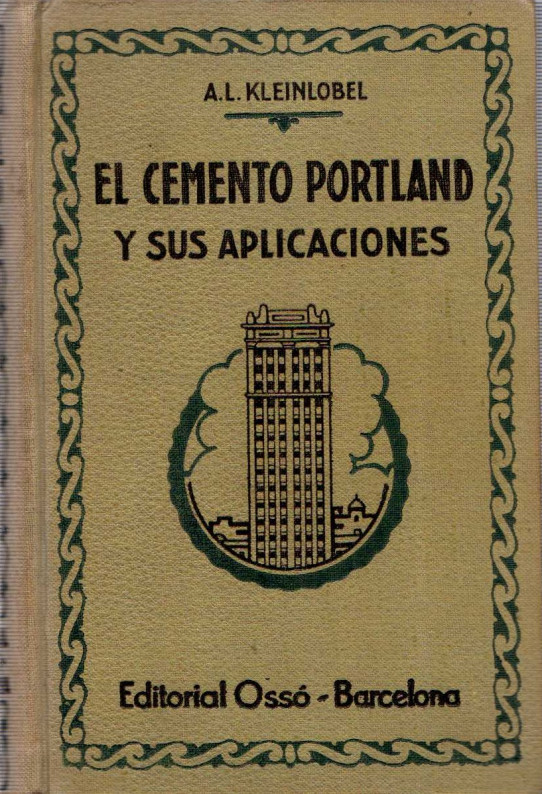 A.L. KLEINLOBEL
EL CEMENTO PORTLAND
Y SUS APLICACIONES
Editorial Ossó - Barcelona